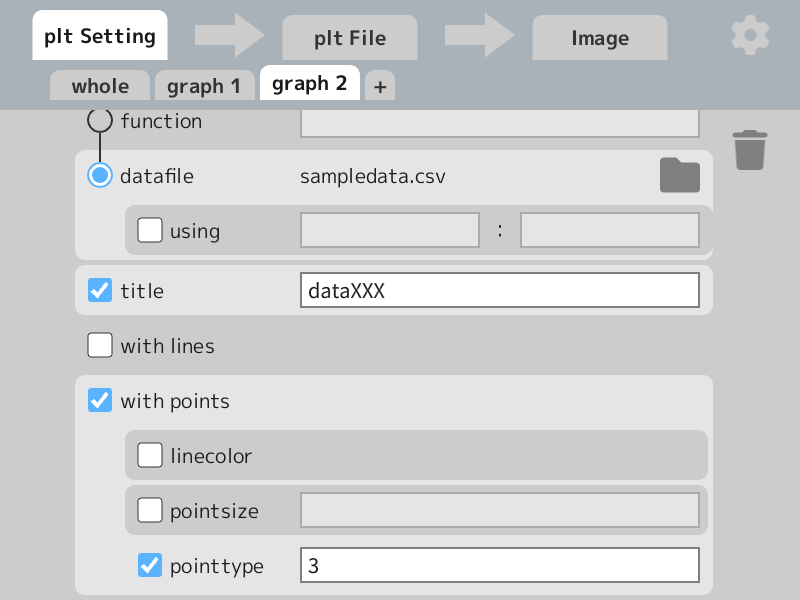 plt Setting
plt File
Image
whole
graph 1
graph 2
+
function
datafile
sampledata.csv
using
:
title
dataXXX
with lines
with points
linecolor
pointsize
pointtype
3